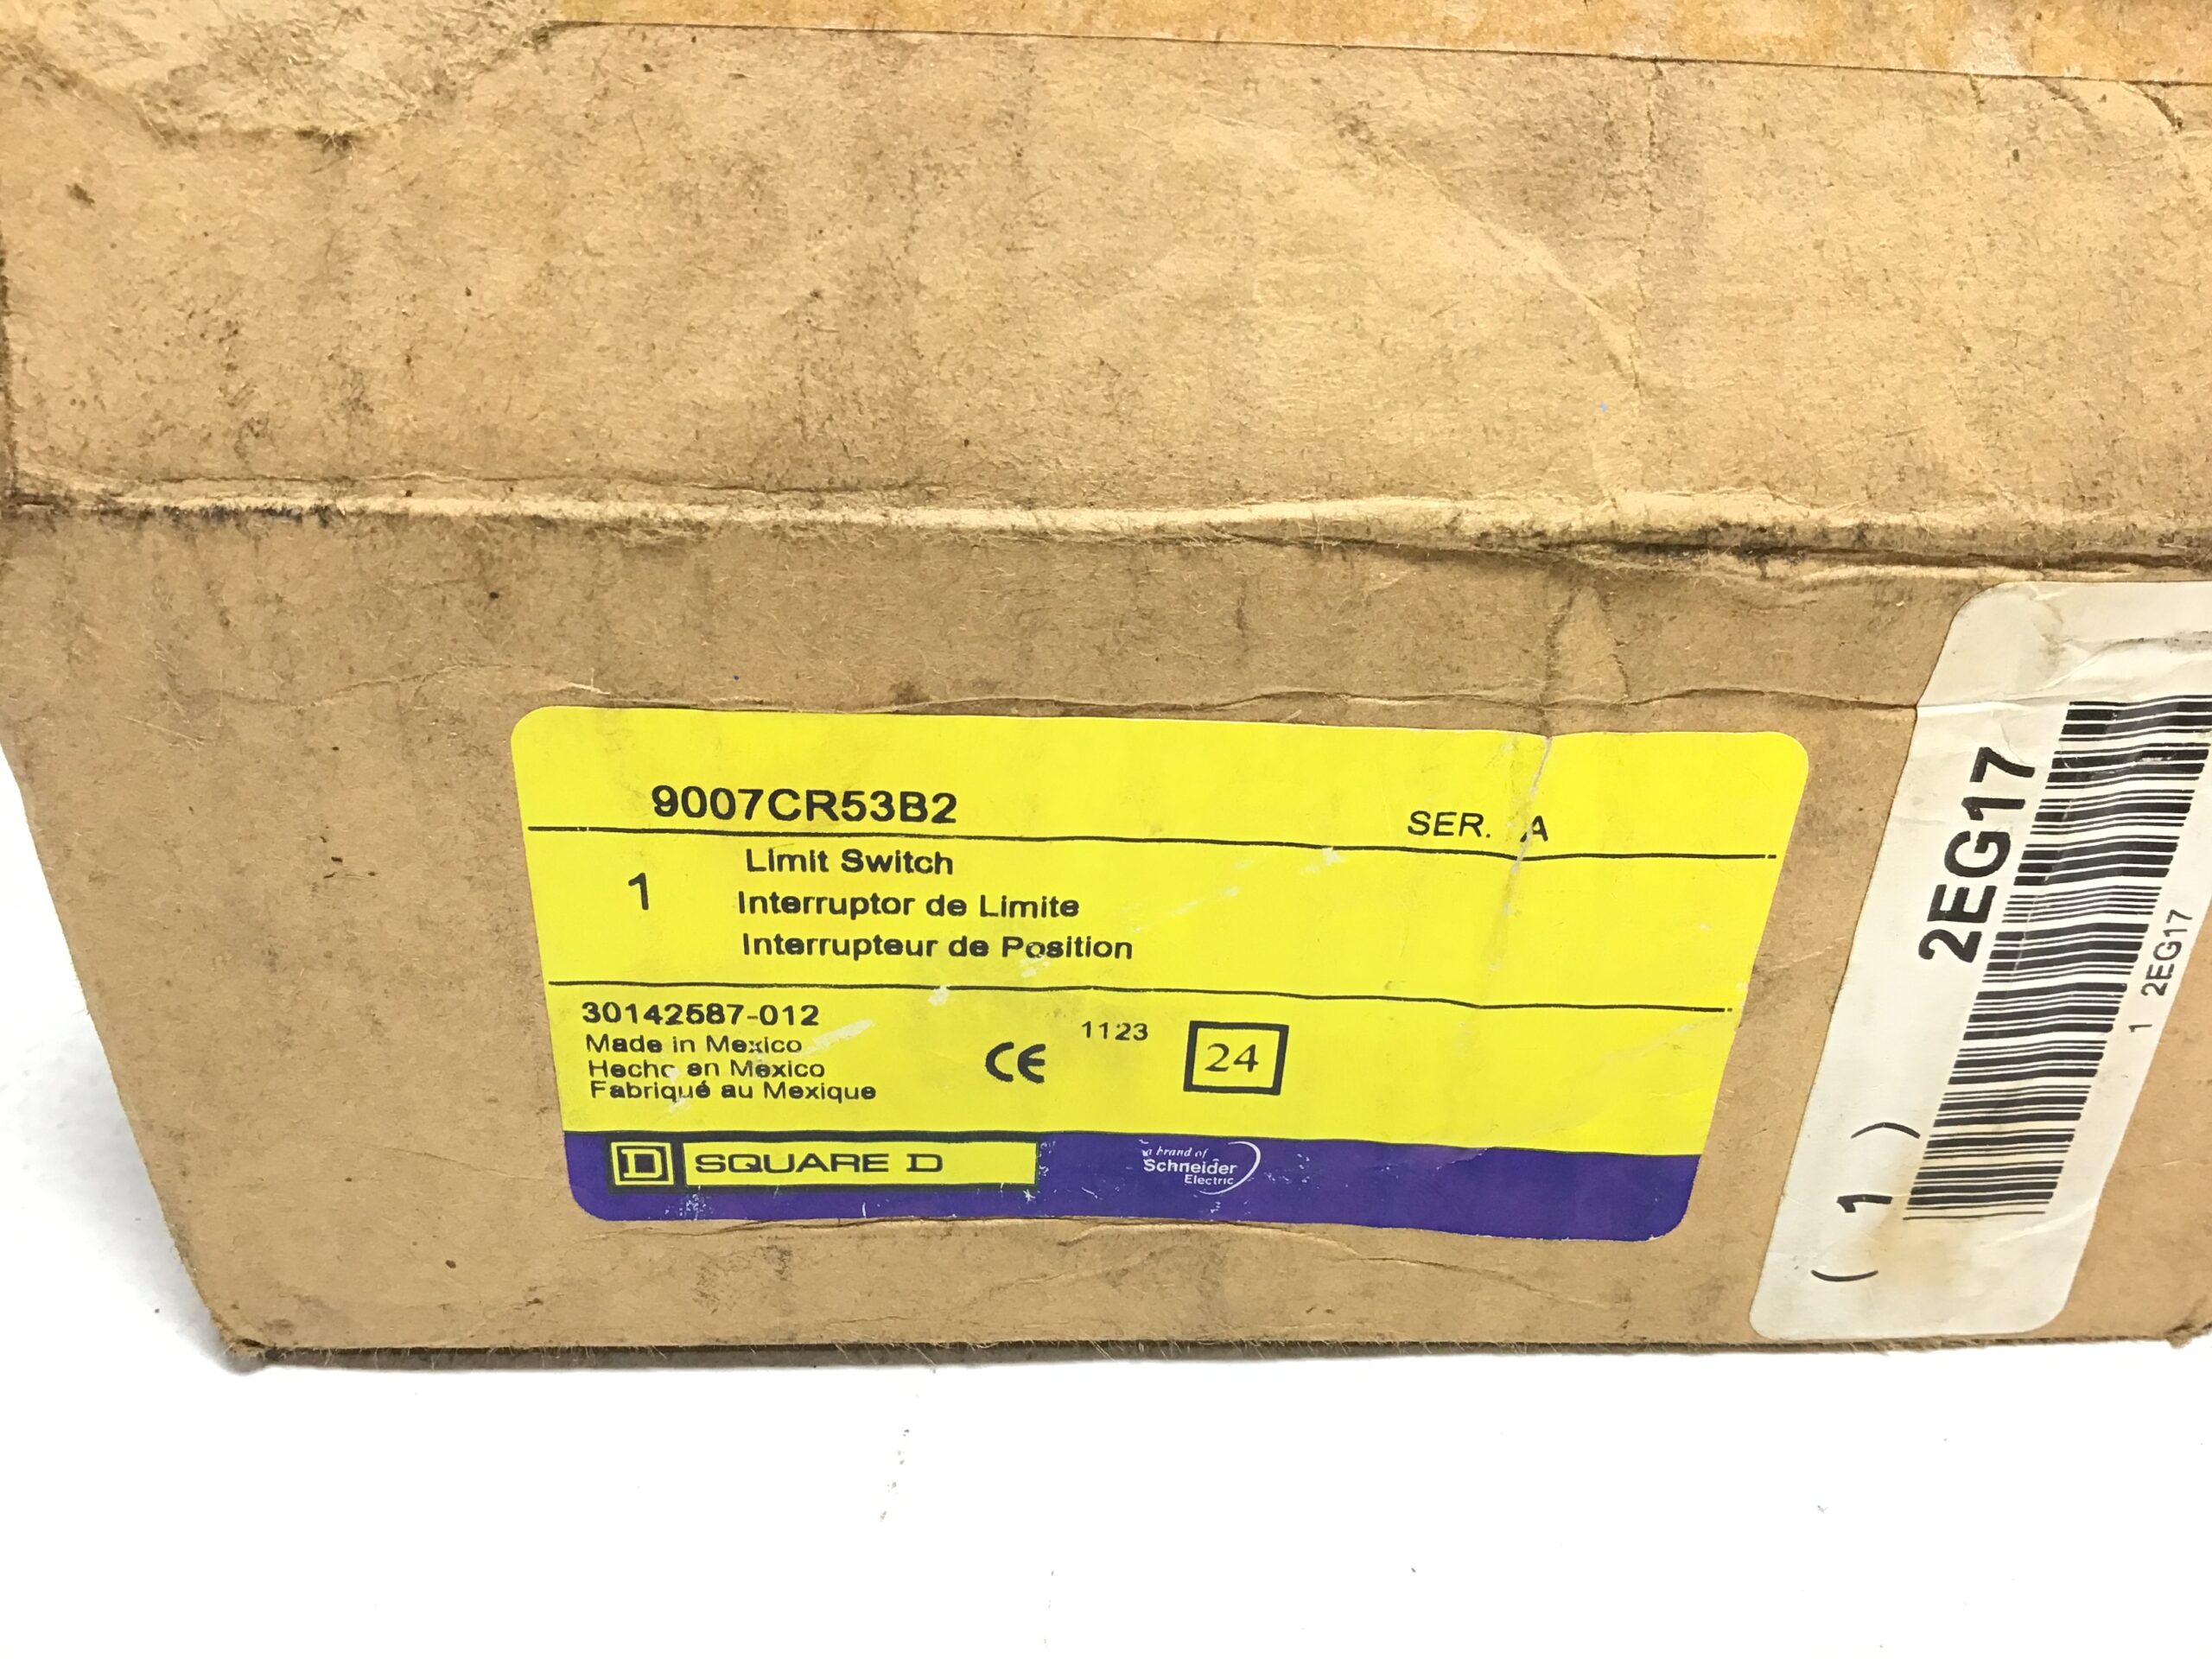 9007CR53B2
SER. A
1
Limit Switch
Interruptor de Limite
Interrupteur de Position
30142587-012
Made in Mexico
Hecho en Mexico
Fabriqué au Mexique
CE
1123
24
D SQUARE D
a brand of
Schneider
Electric
2EG17
1 2EG17
( 1 )